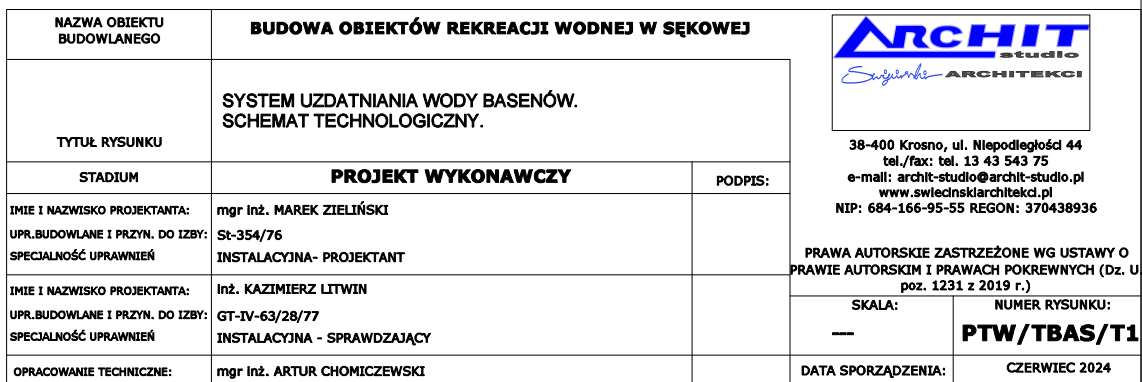 NAZWA OBIEKTU
BUDOWLANEGO
BUDOWA OBIEKTÓW REKREACJI WODNEJ W SĘKOWEJ
ARCHIT
studio
ARCHITEKCI
SYSTEM UZDATNIANIA WODY BASENÓW.
SCHEMAT TECHNOLOGICZNY.
TYTUŁ RYSUNKU
38-400 Krosno, ul. Niepodległości 44
tel./fax: tel. 13 43 543 75
e-mail: archit-studio@archit-studio.pl
www.swiecinskiarchitekci.pl
NIP: 684-166-95-55 REGON: 370438936
STADIUM
PROJEKT WYKONAWCZY
PODPIS:
IMIE I NAZWISKO PROJEKTANTA:
mgr inż. MAREK ZIELIŃSKI
UPR.BUDOWLANE I PRZYN. DO IZBY:
St-354/76
SPECJALNOŚĆ UPRAWNIEŃ
INSTALACYJNA- PROJEKTANT
PRAWA AUTORSKIE ZASTRZEŻONE WG USTAWY O
PRAWIE AUTORSKIM I PRAWACH POKREWNYCH (Dz. U.
poz. 1231 z 2019 r.)
IMIE I NAZWISKO PROJEKTANTA:
inż. KAZIMIERZ LITWIN
UPR.BUDOWLANE I PRZYN. DO IZBY:
GT-IV-63/28/77
SPECJALNOŚĆ UPRAWNIEŃ
INSTALACYJNA - SPRAWDZAJĄCY
SKALA:
---
NUMER RYSUNKU:
PTW/TBAS/T1
OPRACOWANIE TECHNICZNE:
mgr inż. ARTUR CHOMICZEWSKI
DATA SPORZĄDZENIA:
CZERWIEC 2024